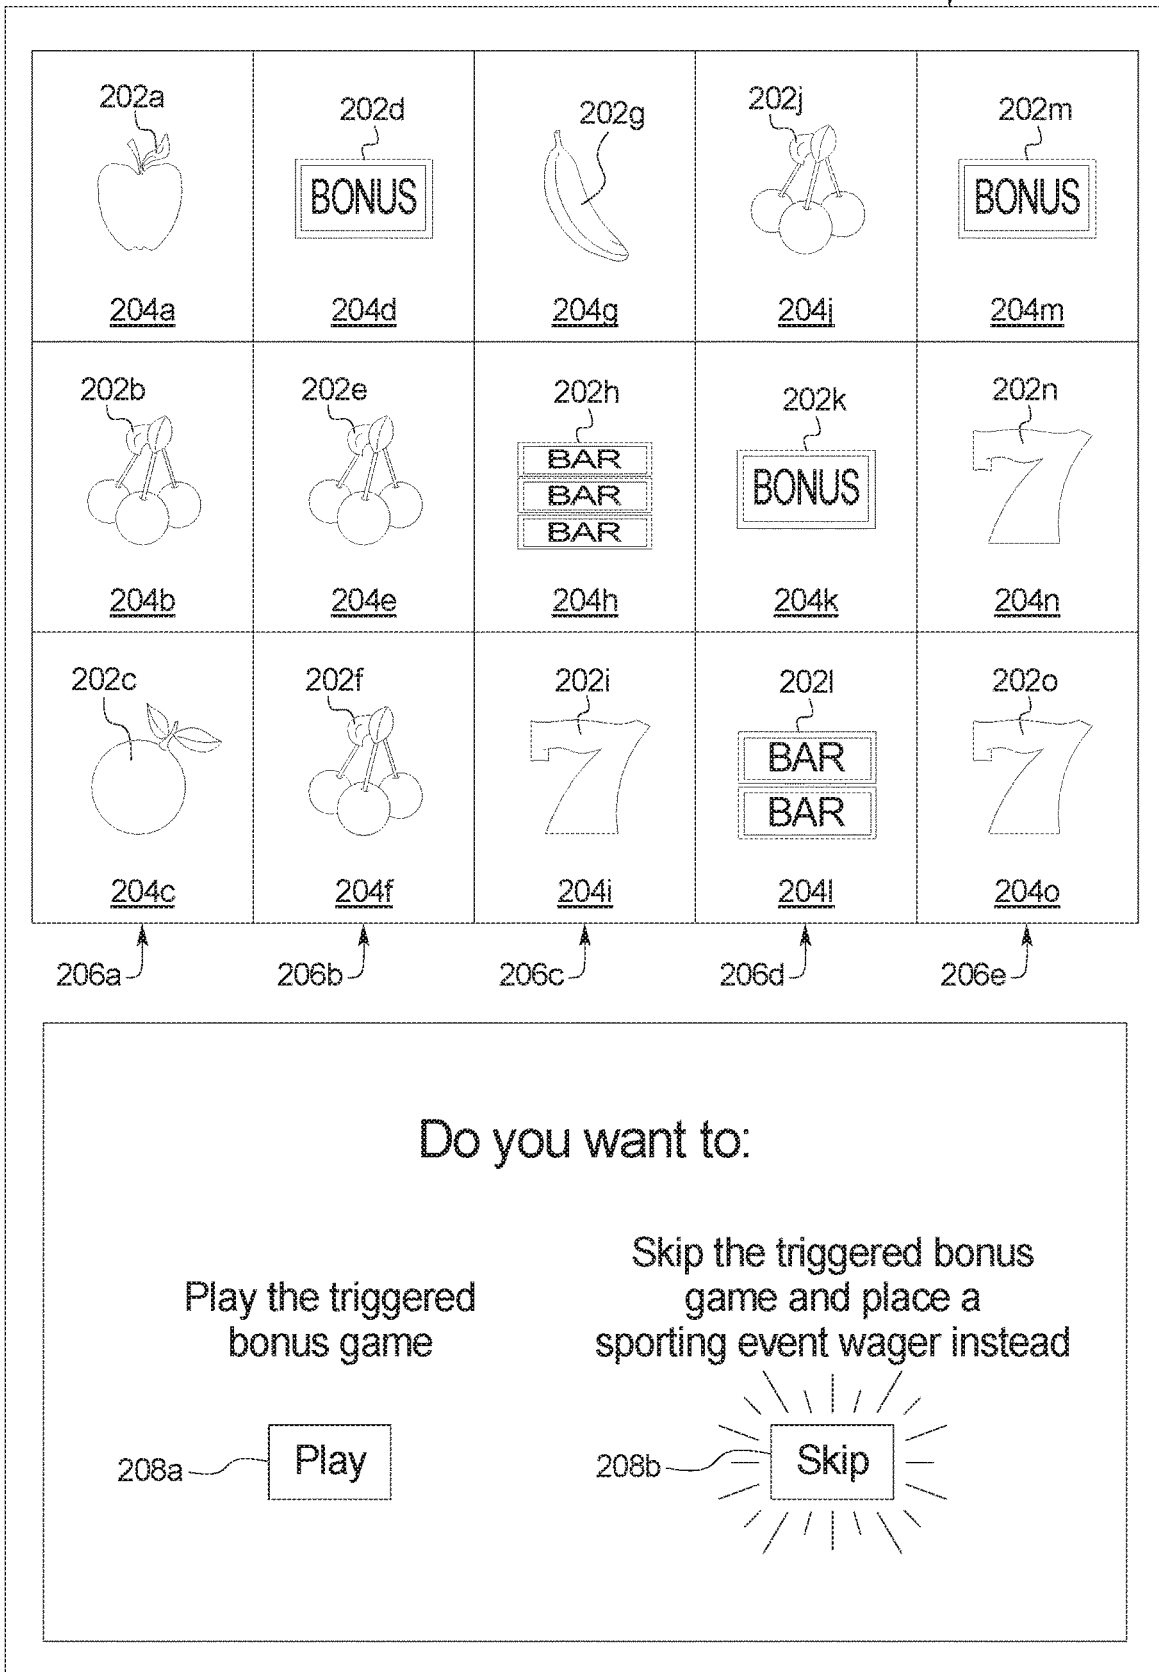 202a
202d
202g
202j
202m
BONUS
BONUS
204a
204d
204g
204j
204m
202b
202e
202h
202k
202n
BAR
BAR
BAR
BONUS
7
204b
204e
204h
204k
204n
202c
202f
202i
202l
202o
7
BAR
BAR
7
204c
204f
204i
204l
204o
206a
206b
206c
206d
206e
Do you want to:
Play the triggered
bonus game
Skip the triggered bonus
game and place a
sporting event wager instead
208a
Play
208b
Skip